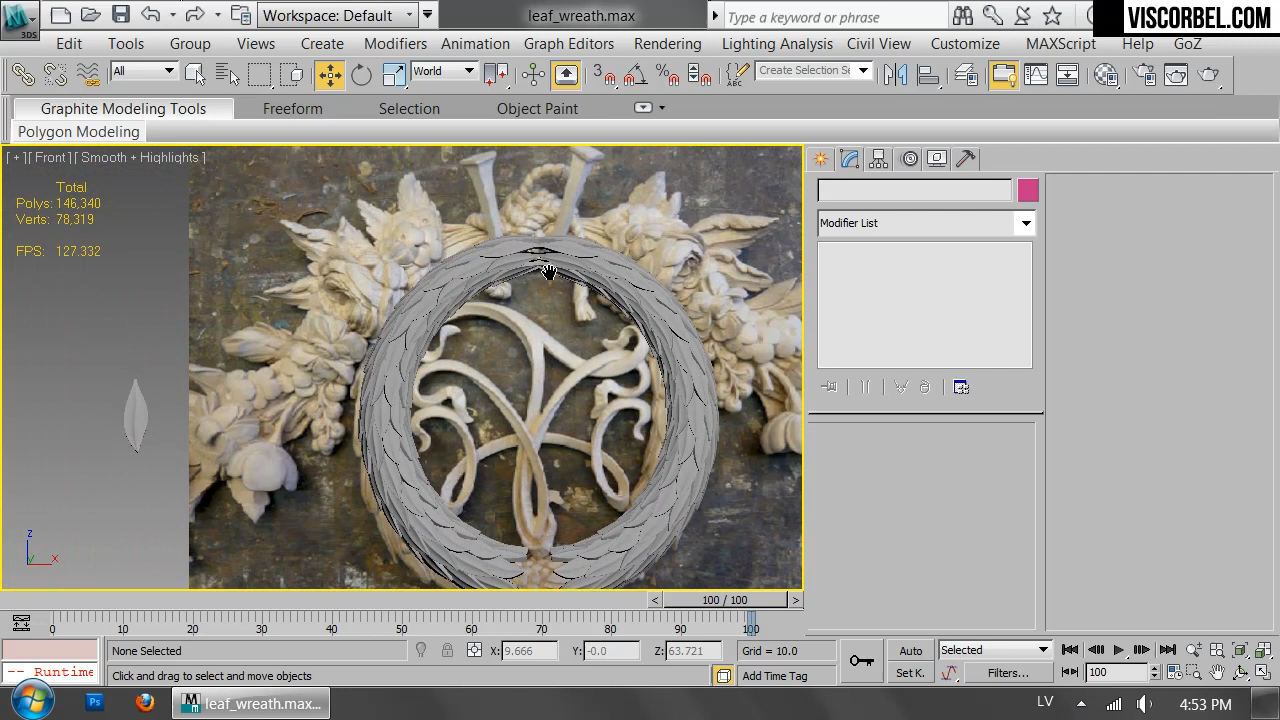 Workspace: Default
leaf_wreath.max
Type a keyword or phrase
VISCORBEL.COM
3DS
Edit Tools Group Views Create Modifiers Animation Graph Editors Rendering Lighting Analysis Civil View Customize MAXScript Help GoZ
All
World
3
ABC
Create Selection Se
Graphite Modeling Tools Freeform Selection Object Paint
Polygon Modeling
[ + ][ Front ][ Smooth + Highlights ]
Total
Polys: 146,340
Verts: 78,319
FPS: 127.332
Modifier List
z
y x
< 100 / 100 >
0 10 20 30 40 50 60 70 80 90 100
None Selected X: 9.666 Y: -0.0 Z: 63.721 Grid = 10.0 Auto Selected
-- Runtime Click and drag to select and move objects Add Time Tag Set K. Filters... 100
Ps leaf_wreath.max... LV 4:53 PM